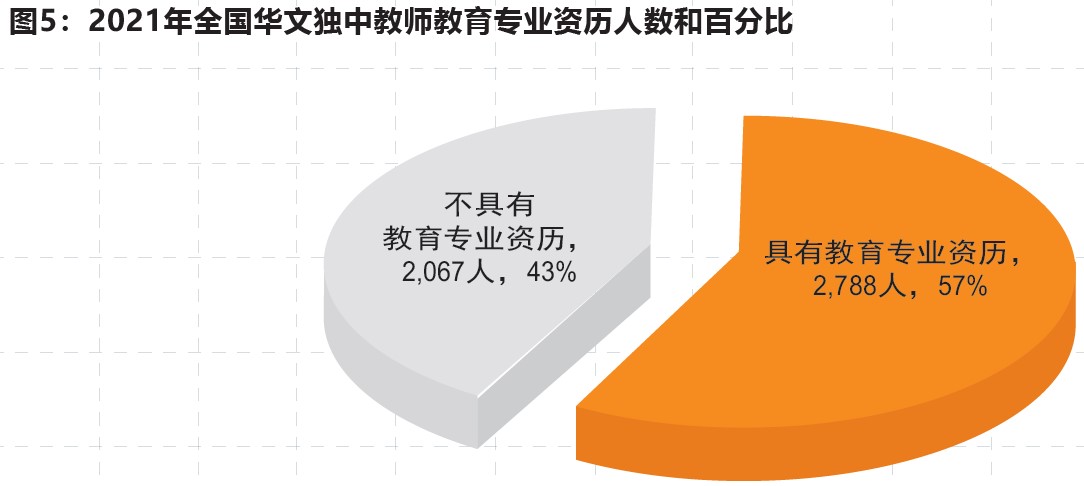 图5：2021年全国华文独中教师教育专业资历人数和百分比
不具有
教育专业资历，
2,067人，43%
具有教育专业资历，
2,788人，57%